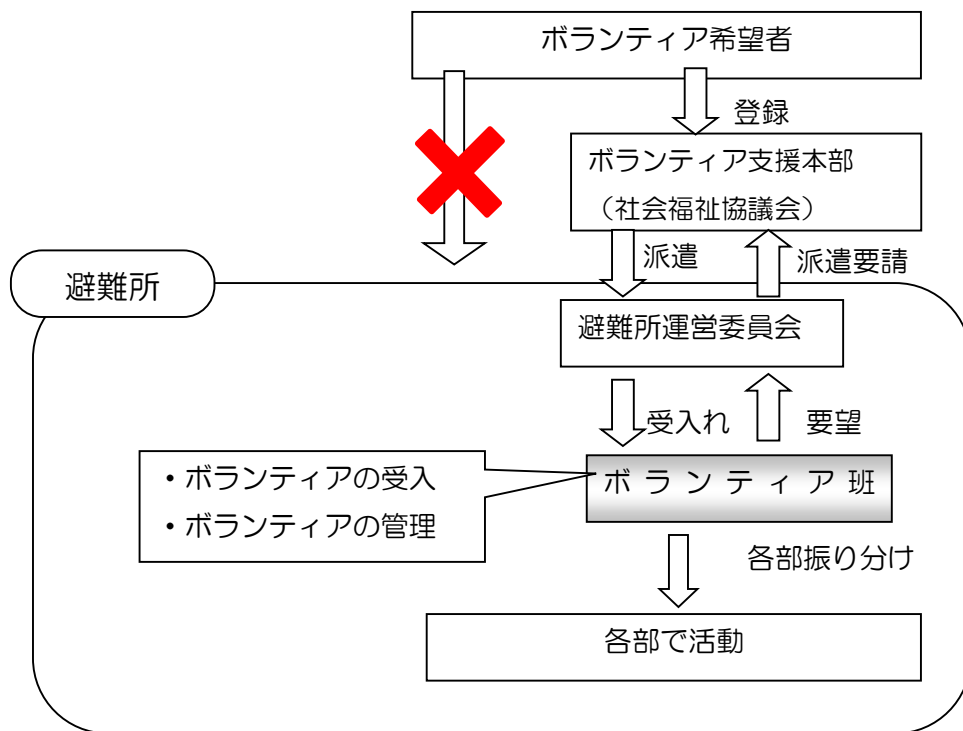 ボランティア希望者
登録
ボランティア支援本部
（社会福祉協議会）
派遣
派遣要請
避難所
避難所運営委員会
受入れ
要望
・ボランティアの受入
・ボランティアの管理
ボランティア班
各部振り分け
各部で活動